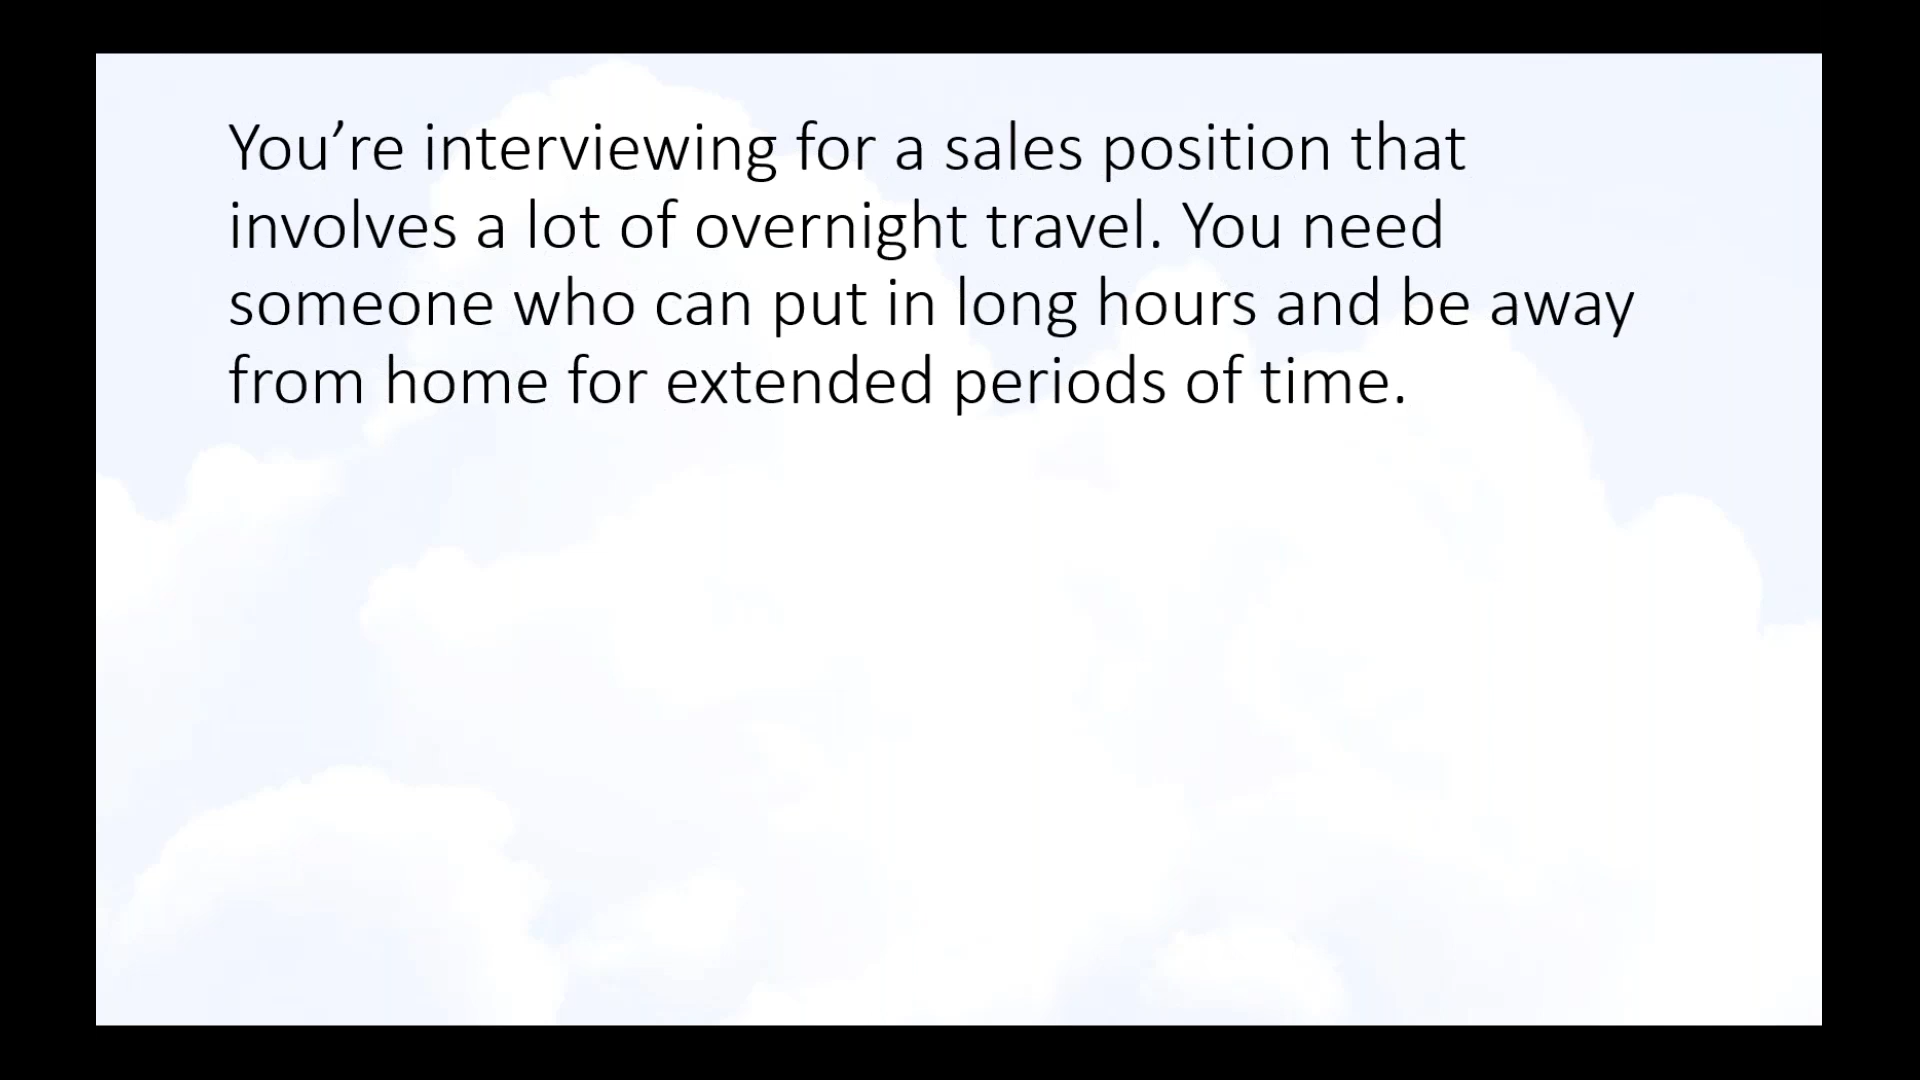 You’re interviewing for a sales position that
involves a lot of overnight travel. You need
someone who can put in long hours and be away
from home for extended periods of time.